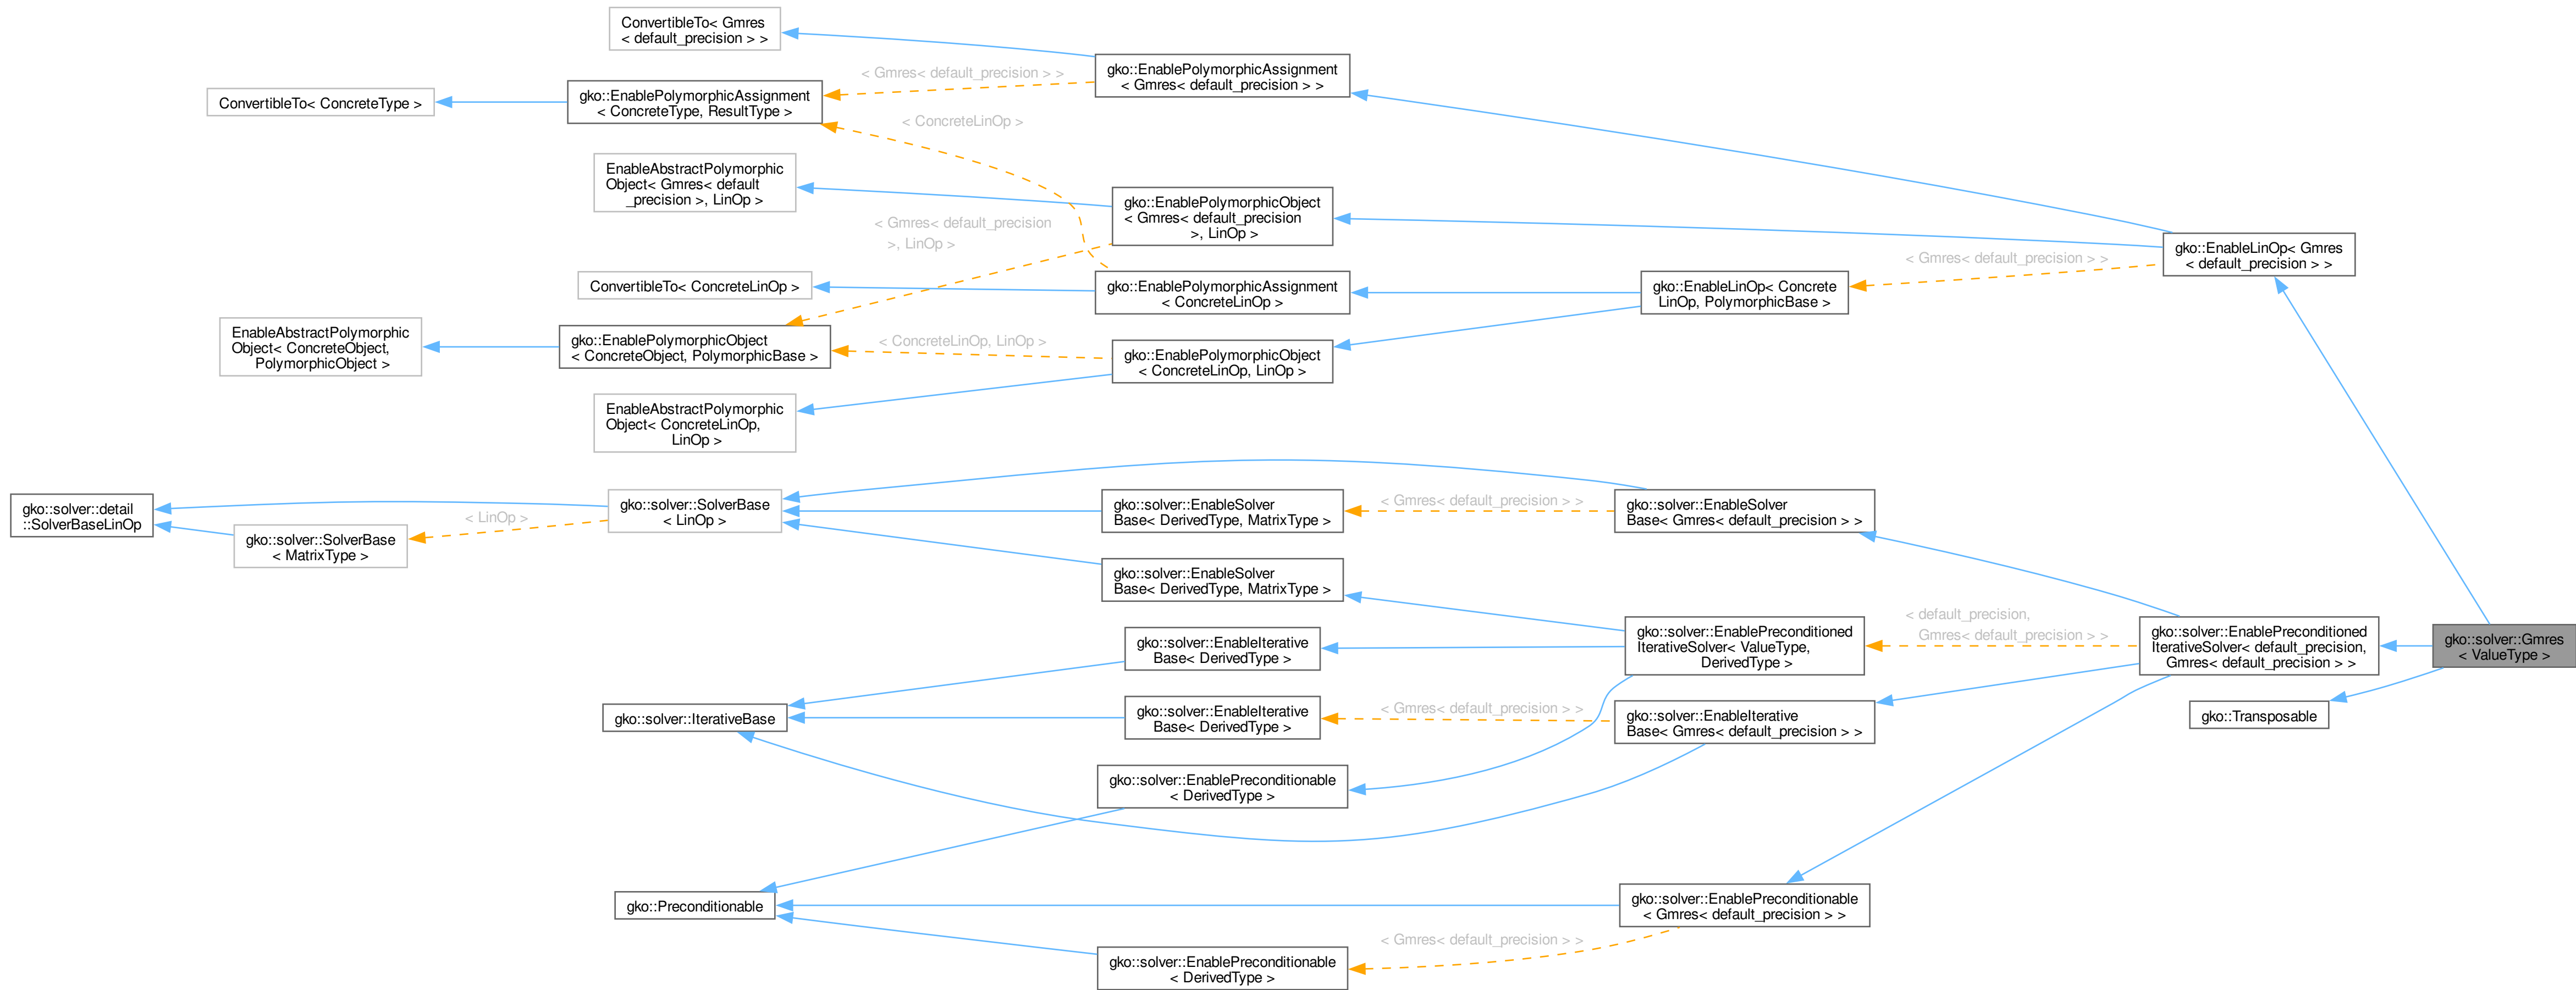 ConvertibleTo< Gmres
< default_precision > >
gko::EnablePolymorphicAssignment
< Gmres< default_precision > >
< Gmres< default_precision > >
ConvertibleTo< ConcreteType >
gko::EnablePolymorphicAssignment
< ConcreteType, ResultType >
< ConcreteLinOp >
EnableAbstractPolymorphic
Object< Gmres< default
_precision >, LinOp >
gko::EnablePolymorphicObject
< Gmres< default_precision
>, LinOp >
< Gmres< default_precision
>, LinOp >
gko::EnableLinOp< Gmres
< default_precision > >
< Gmres< default_precision > >
ConvertibleTo< ConcreteLinOp >
gko::EnablePolymorphicAssignment
< ConcreteLinOp >
gko::EnableLinOp< Concrete
LinOp, PolymorphicBase >
EnableAbstractPolymorphic
Object< ConcreteObject,
PolymorphicObject >
gko::EnablePolymorphicObject
< ConcreteObject, PolymorphicBase >
< ConcreteLinOp, LinOp >
gko::EnablePolymorphicObject
< ConcreteLinOp, LinOp >
EnableAbstractPolymorphic
Object< ConcreteLinOp,
LinOp >
gko::solver::detail
::SolverBaseLinOp
gko::solver::SolverBase
< MatrixType >
< LinOp >
gko::solver::SolverBase
< LinOp >
gko::solver::EnableSolver
Base< DerivedType, MatrixType >
< Gmres< default_precision > >
gko::solver::EnableSolver
Base< Gmres< default_precision > >
gko::solver::EnableSolver
Base< DerivedType, MatrixType >
gko::solver::EnableIterative
Base< DerivedType >
gko::solver::EnablePreconditioned
IterativeSolver< ValueType,
DerivedType >
< default_precision,
Gmres< default_precision > >
gko::solver::EnablePreconditioned
IterativeSolver< default_precision,
Gmres< default_precision > >
gko::solver::Gmres
< ValueType >
gko::solver::IterativeBase
gko::solver::EnableIterative
Base< DerivedType >
< Gmres< default_precision > >
gko::solver::EnableIterative
Base< Gmres< default_precision > >
gko::Transposable
gko::solver::EnablePreconditionable
< DerivedType >
gko::Preconditionable
gko::solver::EnablePreconditionable
< Gmres< default_precision > >
< Gmres< default_precision > >
gko::solver::EnablePreconditionable
< DerivedType >